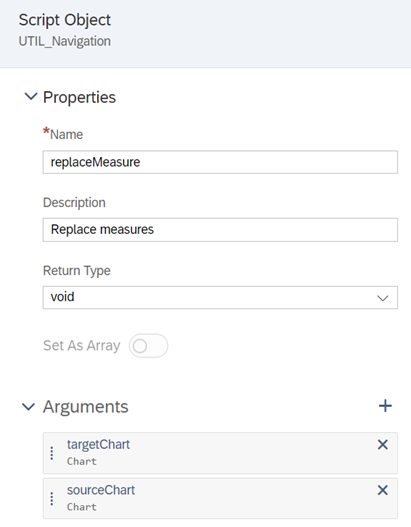 Script Object
UTIL_Navigation
Properties
*Name
replaceMeasure
Description
Replace measures
Return Type
void
Set As Array
Arguments
targetChart
Chart
sourceChart
Chart